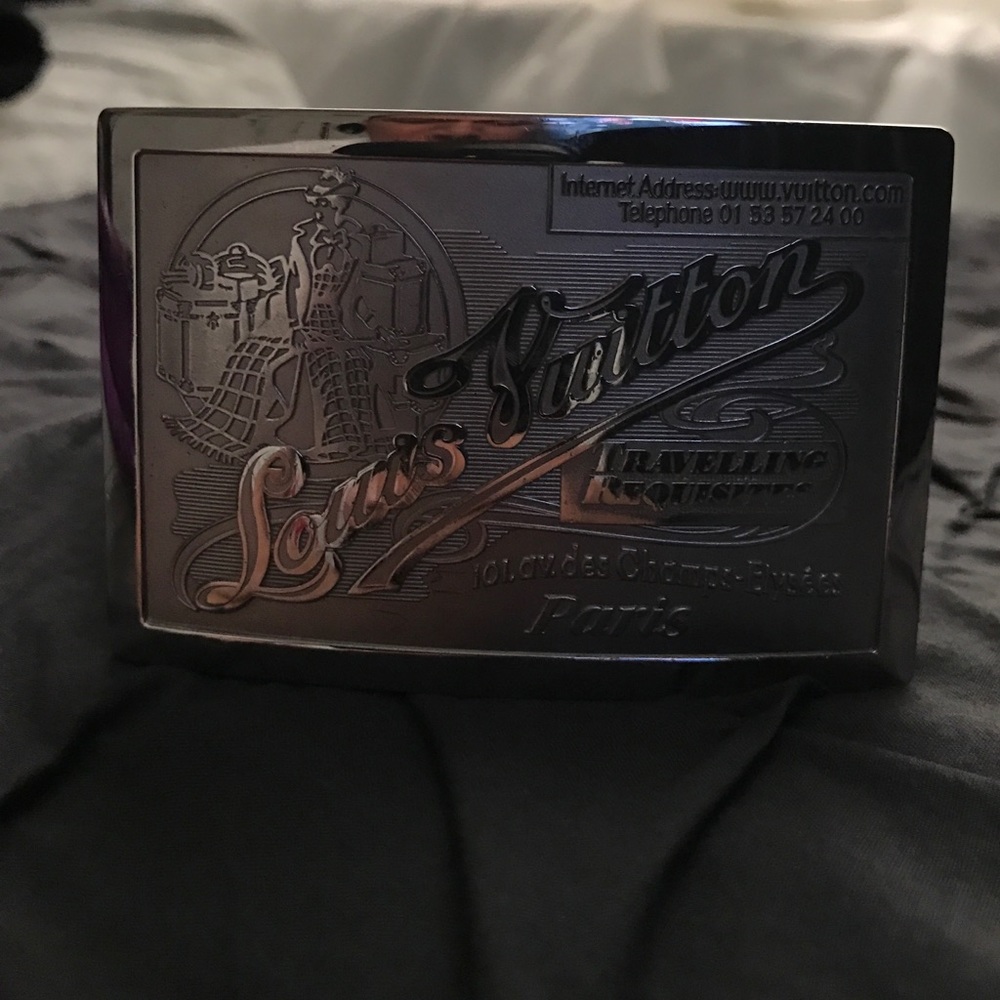 Internet Address:www.vuitton.com
Telephone 01 53 57 24 00
Louis Vuitton
TRAVELLING
REQUISITES
101, av. des Champs-Elysées
Paris